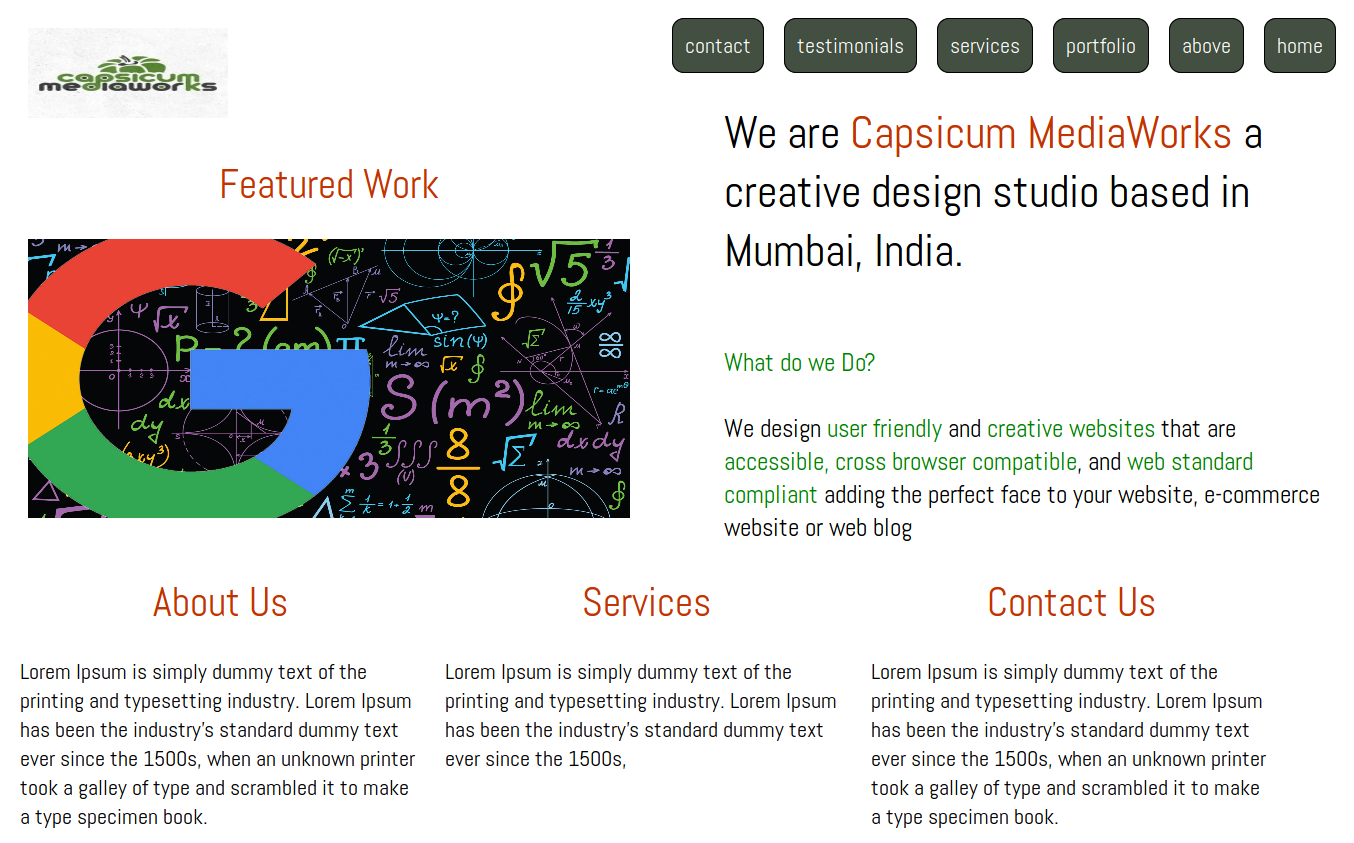 capsicum
mediaworks
contact
testimonials
services
portfolio
above
home
We are Capsicum MediaWorks a
creative design studio based in
Mumbai, India.
Featured Work
What do we Do?
We design user friendly and creative websites that are
accessible, cross browser compatible, and web standard
compliant adding the perfect face to your website, e-commerce
website or web blog
About Us
Lorem Ipsum is simply dummy text of the
printing and typesetting industry. Lorem Ipsum
has been the industry's standard dummy text
ever since the 1500s, when an unknown printer
took a galley of type and scrambled it to make
a type specimen book.
Services
Lorem Ipsum is simply dummy text of the
printing and typesetting industry. Lorem Ipsum
has been the industry's standard dummy text
ever since the 1500s,
Contact Us
Lorem Ipsum is simply dummy text of the
printing and typesetting industry. Lorem Ipsum
has been the industry's standard dummy text
ever since the 1500s, when an unknown printer
took a galley of type and scrambled it to make
a type specimen book.